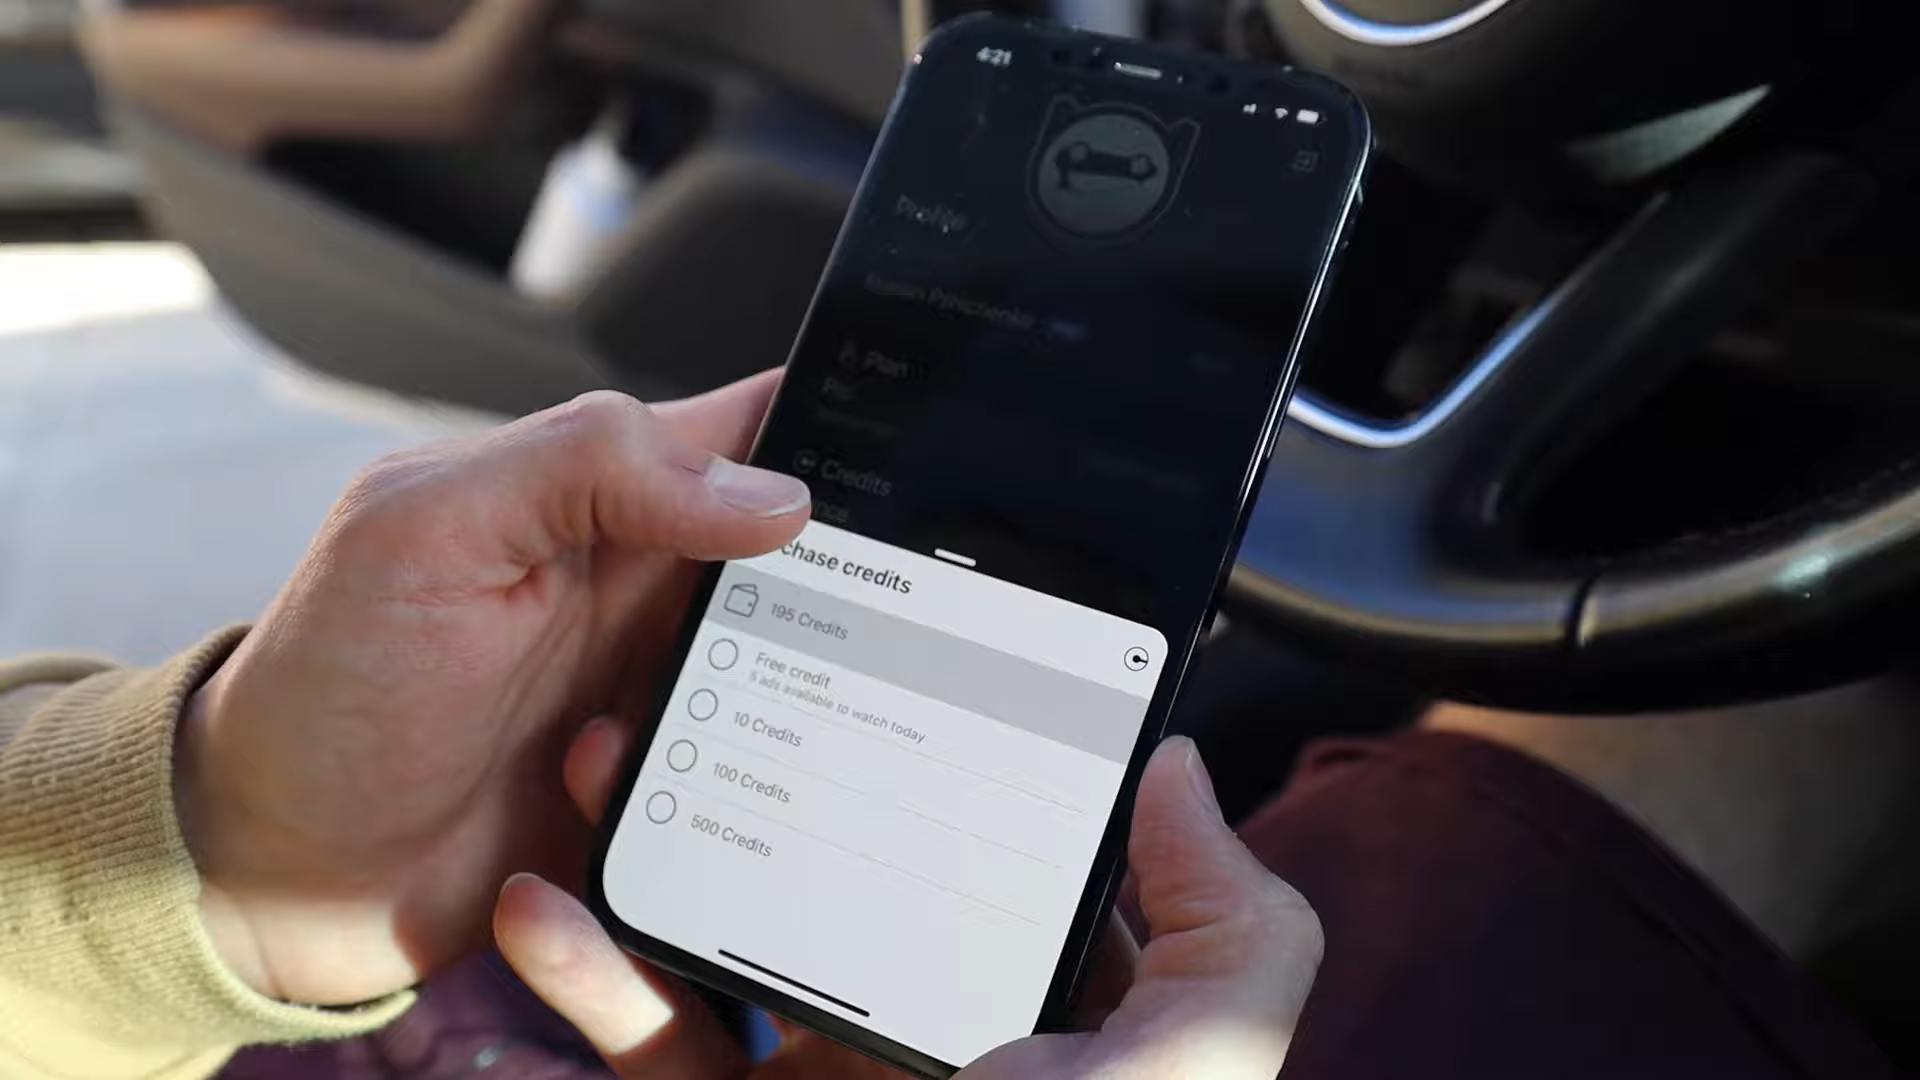 4:21
Profile
Plan
Credits
chase credits
195 Credits
Free credit
5 ads available to watch today
10 Credits
100 Credits
500 Credits